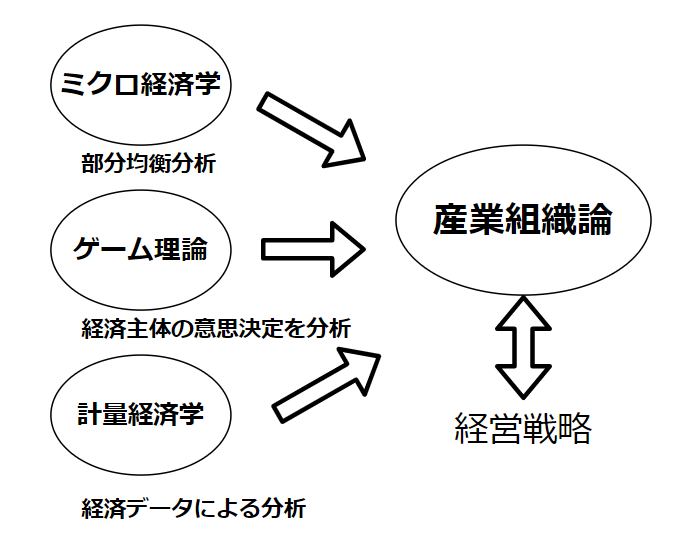 ミクロ経済学
部分均衡分析
ゲーム理論
経済主体の意思決定を分析
計量経済学
経済データによる分析
産業組織論
経営戦略